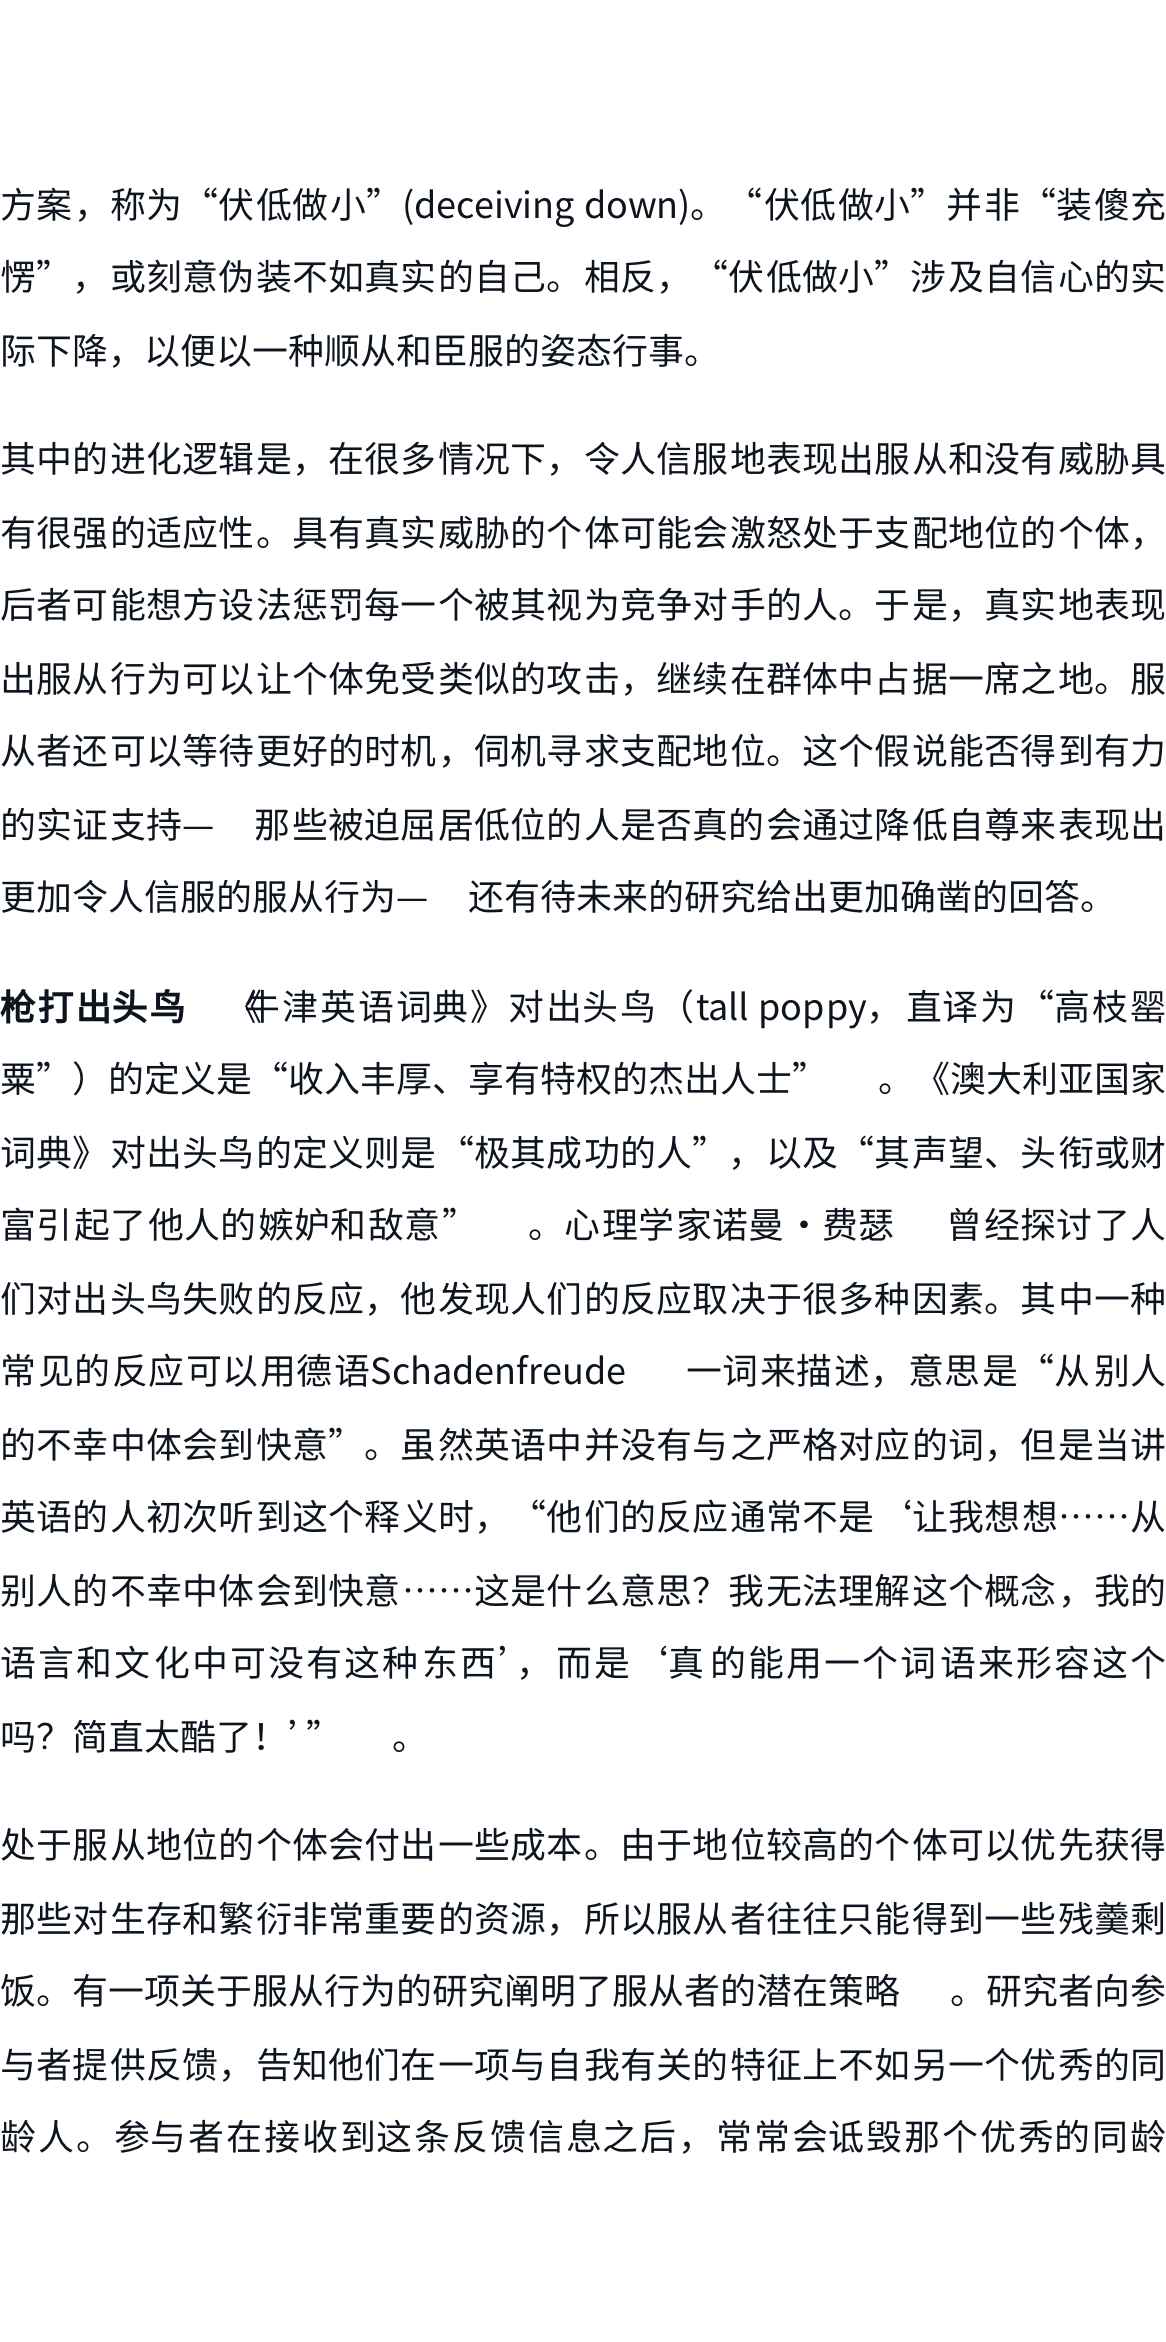 方案，称为“伏低做小”(deceiving down)。“伏低做小”并非“装傻充
愣”，或刻意伪装不如真实的自己。相反，“伏低做小”涉及自信心的实
际下降，以便以一种顺从和臣服的姿态行事。
其中的进化逻辑是，在很多情况下，令人信服地表现出服从和没有威胁具
有很强的适应性。具有真实威胁的个体可能会激怒处于支配地位的个体，
后者可能想方设法惩罚每一个被其视为竞争对手的人。于是，真实地表现
出服从行为可以让个体免受类似的攻击，继续在群体中占据一席之地。服
从者还可以等待更好的时机，伺机寻求支配地位。这个假说能否得到有力
的实证支持—　那些被迫屈居低位的人是否真的会通过降低自尊来表现出
更加令人信服的服从行为—　还有待未来的研究给出更加确凿的回答。
枪打出头鸟　《牛津英语词典》对出头鸟（tall poppy，直译为“高枝罂
粟”）的定义是“收入丰厚、享有特权的杰出人士”　。《澳大利亚国家
词典》对出头鸟的定义则是“极其成功的人”，以及“其声望、头衔或财
富引起了他人的嫉妒和敌意”　。心理学家诺曼·费瑟　曾经探讨了人
们对出头鸟失败的反应，他发现人们的反应取决于很多种因素。其中一种
常见的反应可以用德语Schadenfreude　一词来描述，意思是“从别人
的不幸中体会到快意”。虽然英语中并没有与之严格对应的词，但是当讲
英语的人初次听到这个释义时，“他们的反应通常不是‘让我想想……从
别人的不幸中体会到快意……这是什么意思？我无法理解这个概念，我的
语言和文化中可没有这种东西’，而是‘真的能用一个词语来形容这个
吗？简直太酷了！’”　。
处于服从地位的个体会付出一些成本。由于地位较高的个体可以优先获得
那些对生存和繁衍非常重要的资源，所以服从者往往只能得到一些残羹剩
饭。有一项关于服从行为的研究阐明了服从者的潜在策略　。研究者向参
与者提供反馈，告知他们在一项与自我有关的特征上不如另一个优秀的同
龄人。参与者在接收到这条反馈信息之后，常常会诋毁那个优秀的同龄